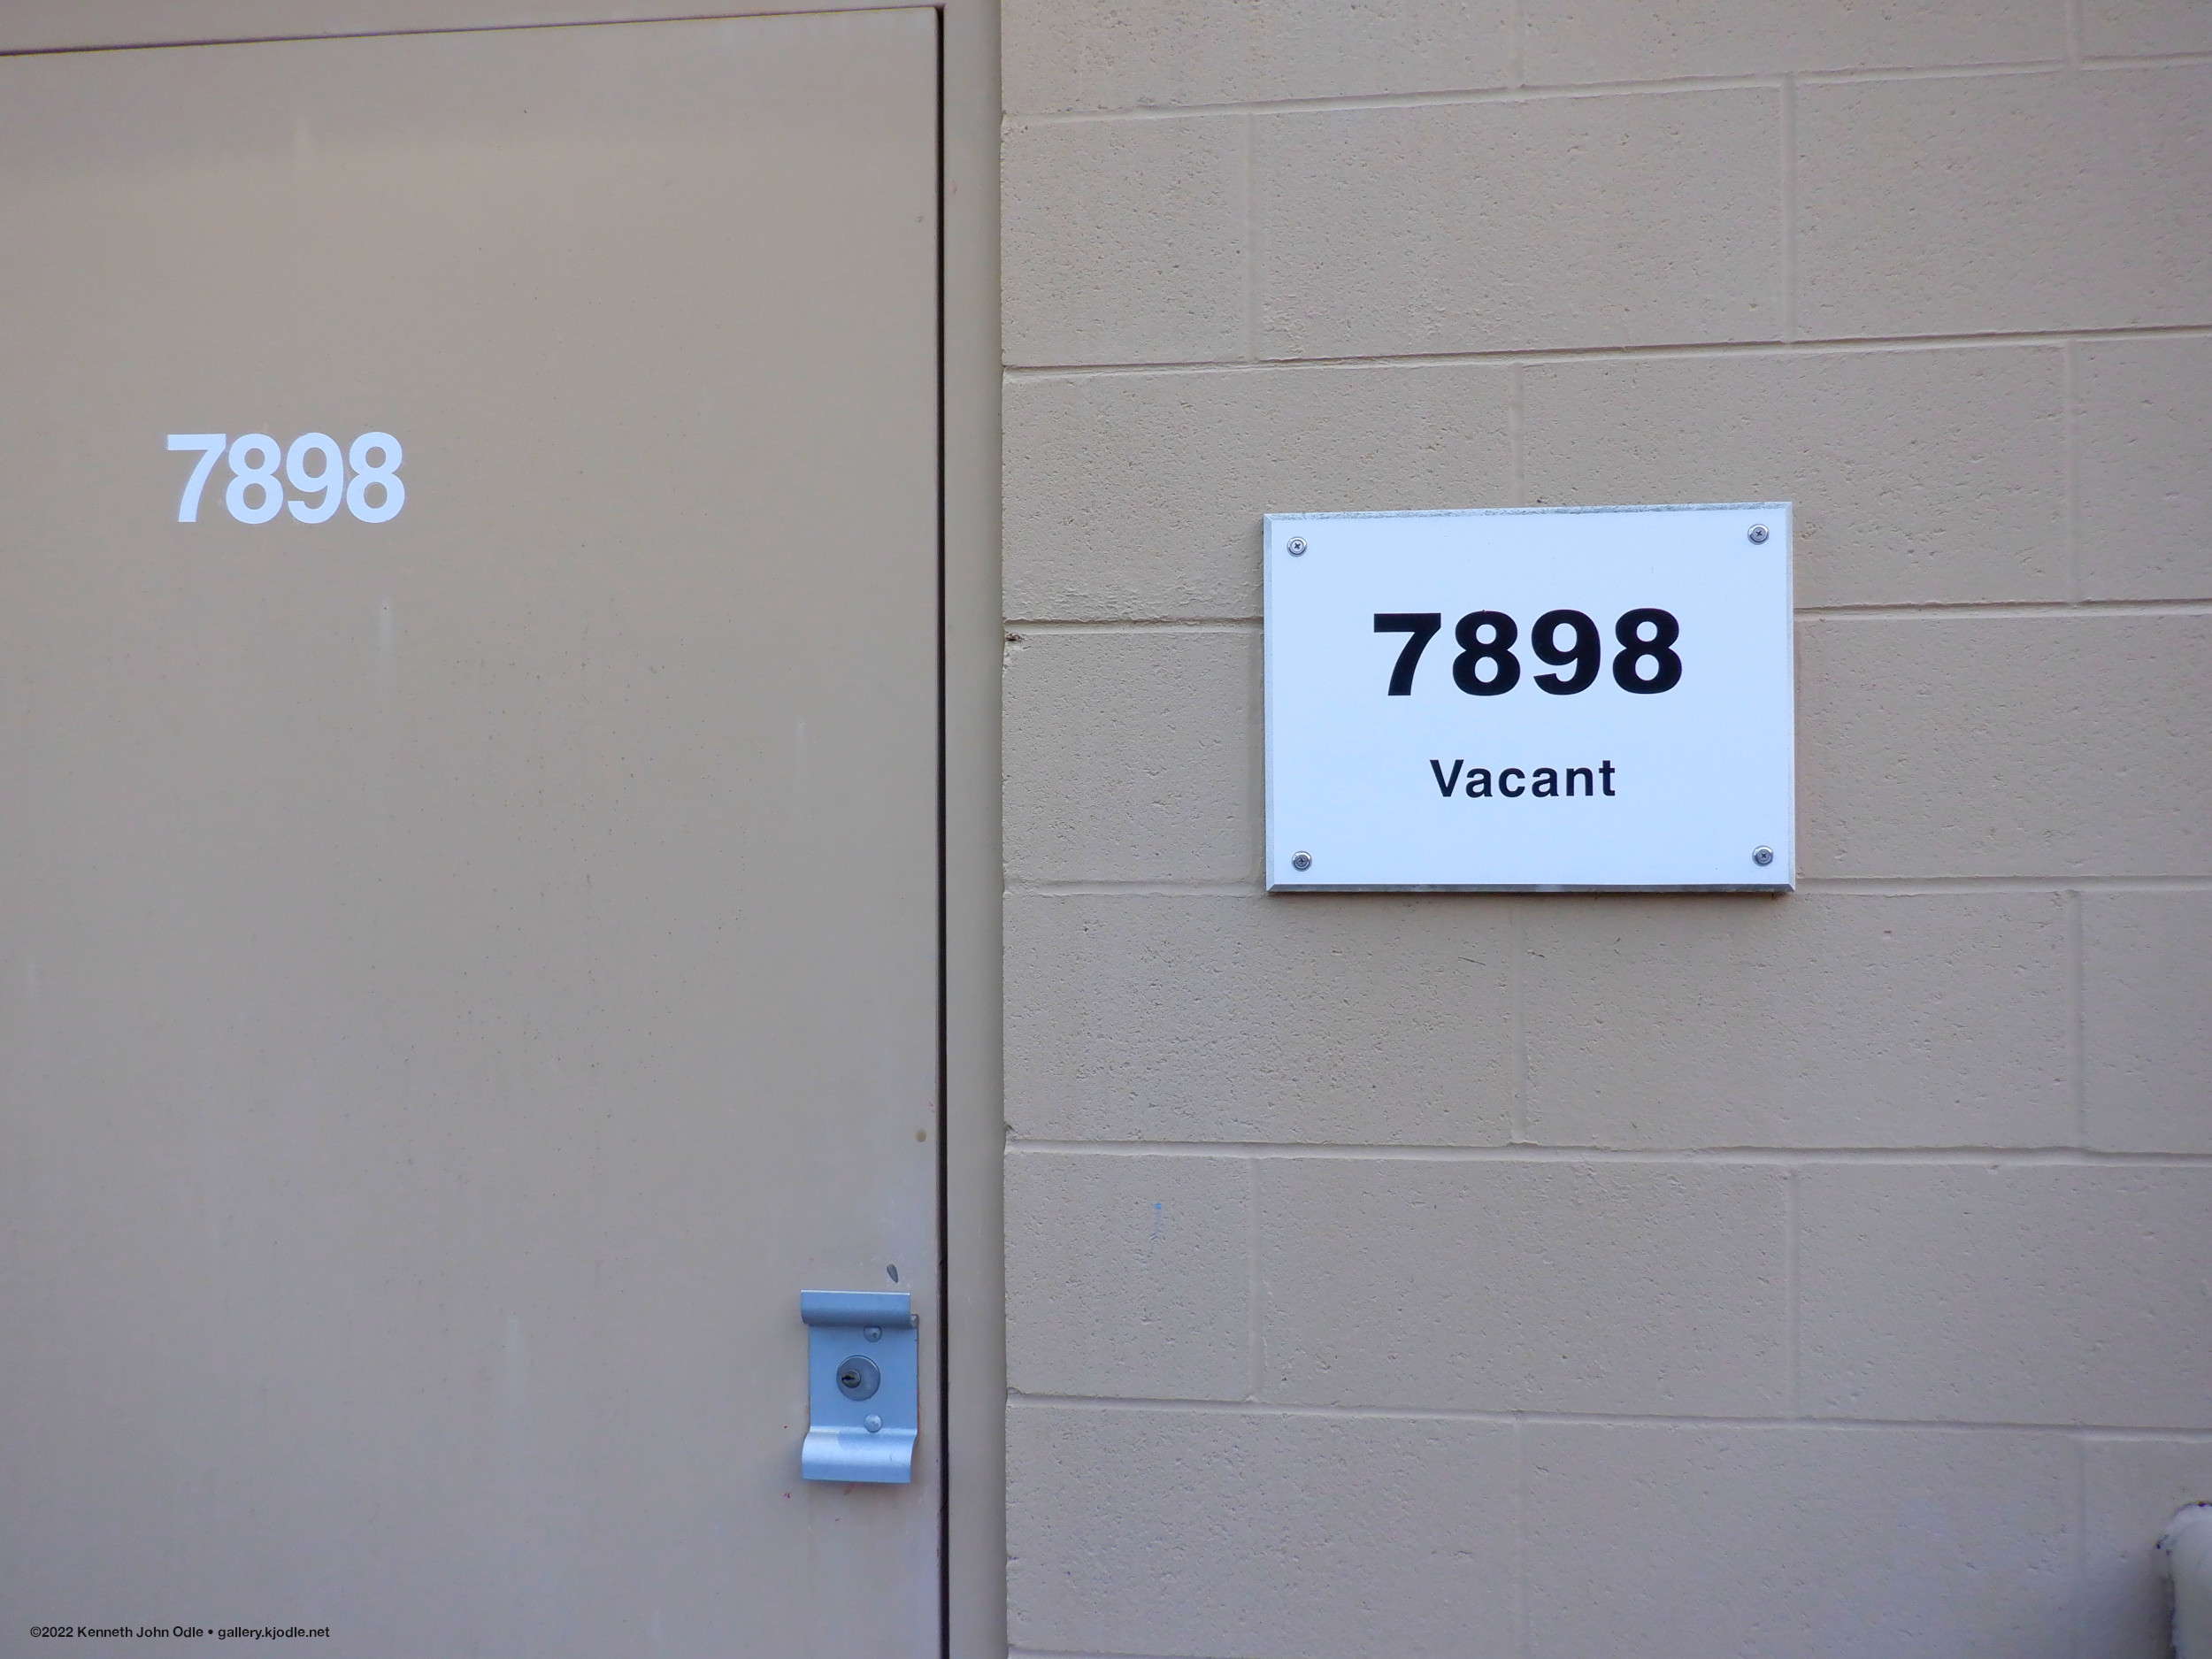 7898
7898
Vacant
©2022 Kenneth John Odle • gallery.kjodle.net